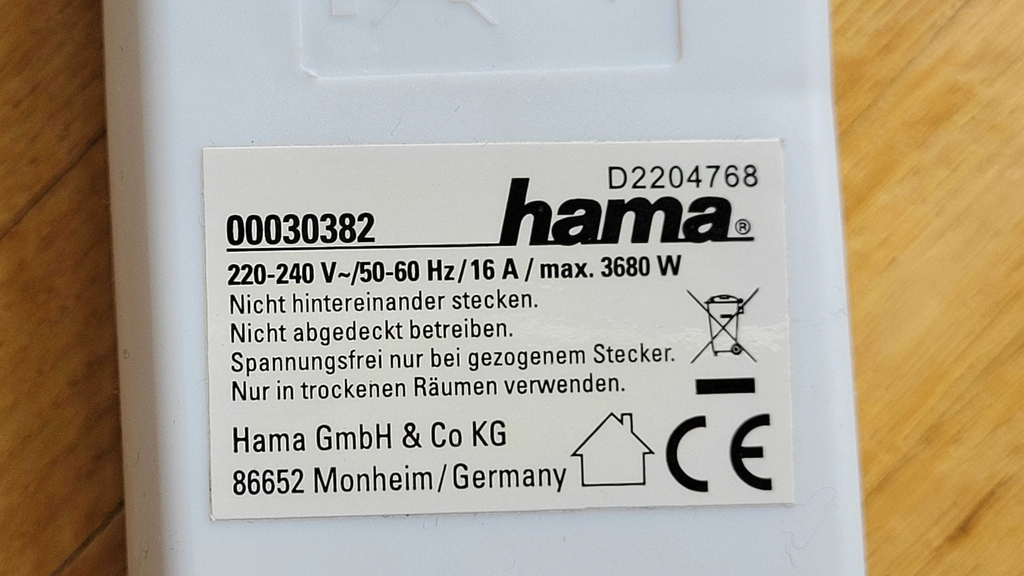 D2204768
00030382 hama®
220-240 V~/50-60 Hz/16 A / max. 3680 W
Nicht hintereinander stecken.
Nicht abgedeckt betreiben.
Spannungsfrei nur bei gezogenem Stecker.
Nur in trockenen Räumen verwenden.
Hama GmbH & Co KG
86652 Monheim/Germany
CE